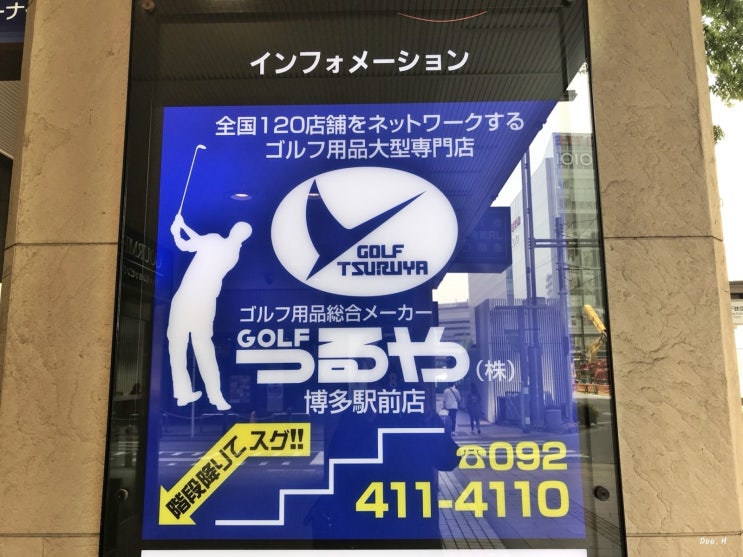 インフォメーション
全国120店舗をネットワークする
ゴルフ用品大型専門店
GOLF
TSURUYA
ゴルフ用品総合メーカー
GOLF
つるや(株)
博多駅前店
階段降りて、スグ!!
☎092
411-4110
OIOI
Doo. H